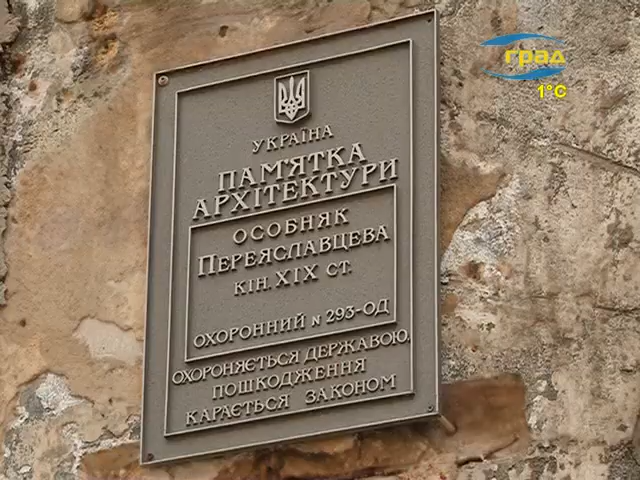 град
1°C
УКРАЇНА
ПАМ'ЯТКА
АРХІТЕКТУРИ
ОСОБНЯК
ПЕРЕЯСЛАВЦЕВА
КІН. XIX СТ.
ОХОРОННИЙ N 293-ОД
ОХОРОНЯЄТЬСЯ ДЕРЖАВОЮ.
ПОШКОДЖЕННЯ
КАРАЄТЬСЯ ЗАКОНОМ